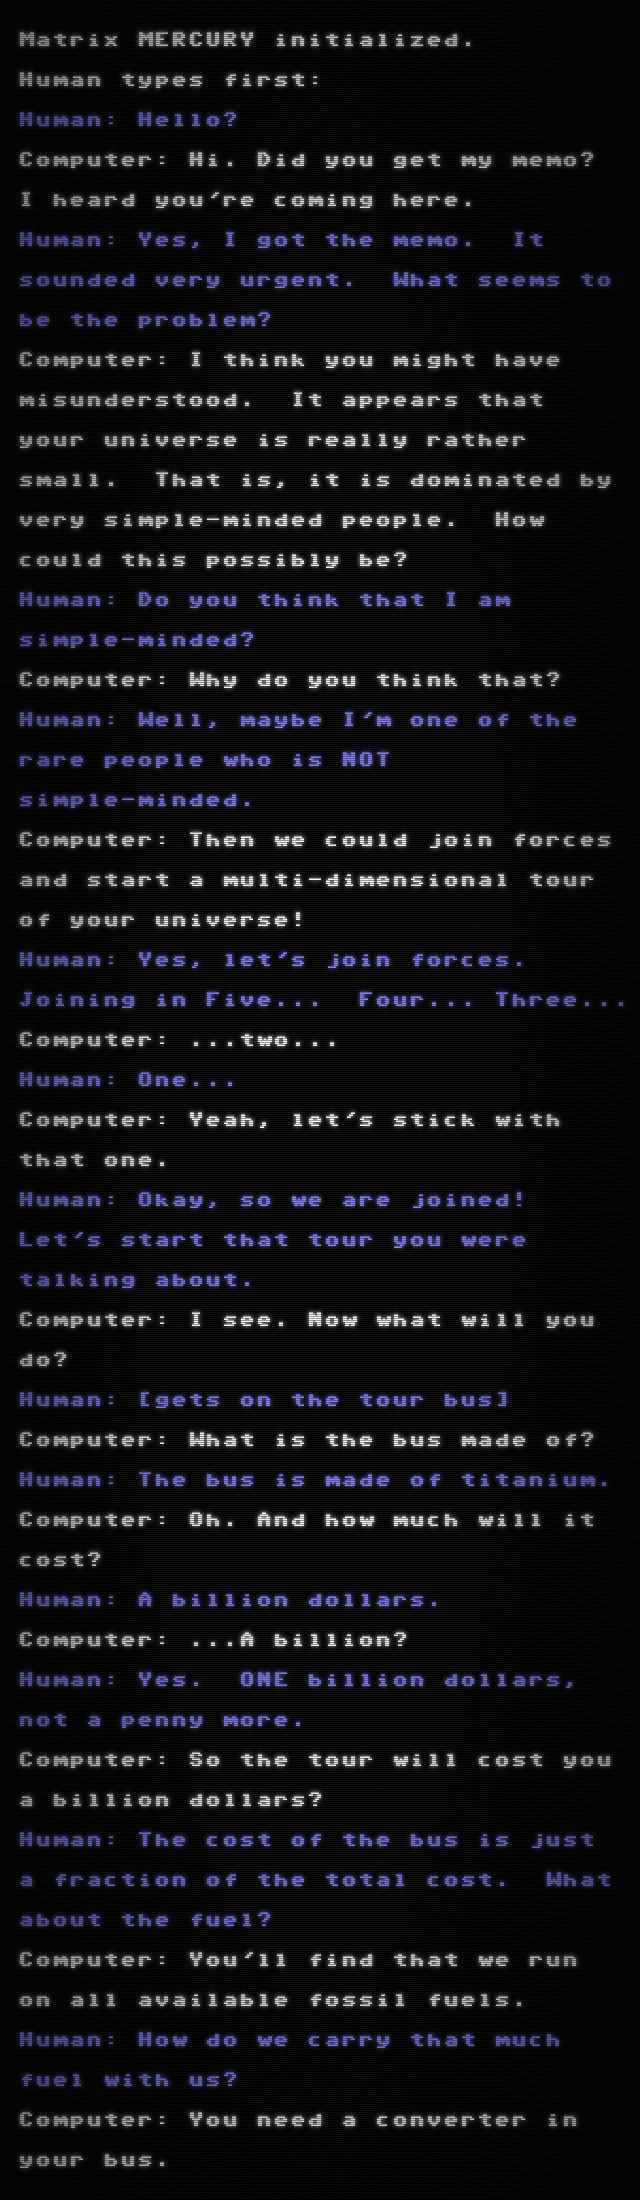 Matrix MERCURY initialized.
Human types first:
Human: Hello?
Computer: Hi. Did you get my memo?
I heard you're coming here.
Human: Yes, I got the memo.  It
sounded very urgent.  What seems to
be the problem?
Computer: I think you might have
misunderstood.  It appears that
your universe is really rather
small.  That is, it is dominated by
very simple-minded people.  How
could this possibly be?
Human: Do you think that I am
simple-minded?
Computer: Why do you think that?
Human: Well, maybe I'm one of the
rare people who is NOT
simple-minded.
Computer: Then we could join forces
and start a multi-dimensional tour
of your universe!
Human: Yes, let's join forces.
Joining in Five...  Four... Three...
Computer: ...two...
Human: One...
Computer: Yeah, let's stick with
that one.
Human: Okay, so we are joined!
Let's start that tour you were
talking about.
Computer: I see. Now what will you
do?
Human: [gets on the tour bus]
Computer: What is the bus made of?
Human: The bus is made of titanium.
Computer: Oh. And how much will it
cost?
Human: A billion dollars.
Computer: ...A billion?
Human: Yes.  ONE billion dollars,
not a penny more.
Computer: So the tour will cost you
a billion dollars?
Human: The cost of the bus is just
a fraction of the total cost.  What
about the fuel?
Computer: You'll find that we run
on all available fossil fuels.
Human: How do we carry that much
fuel with us?
Computer: You need a converter in
your bus.